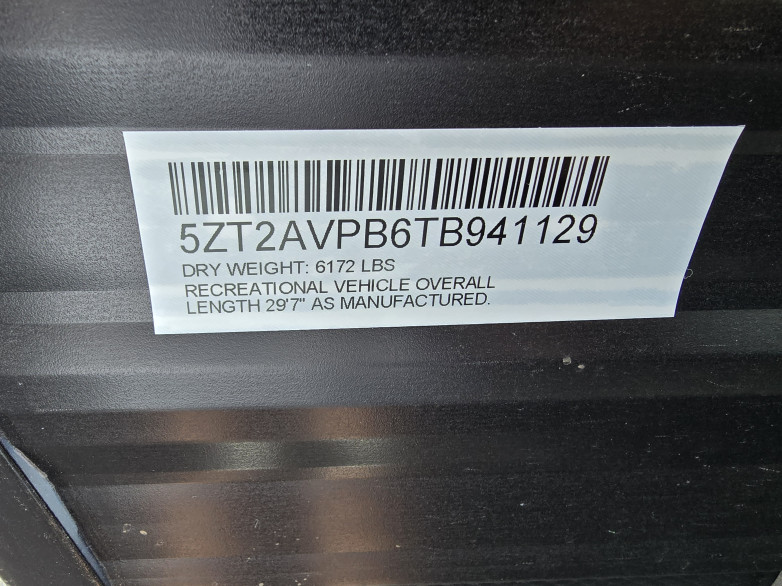 5ZT2AVPB6TB941129
DRY WEIGHT: 6172 LBS
RECREATIONAL VEHICLE OVERALL
LENGTH 29'7" AS MANUFACTURED.